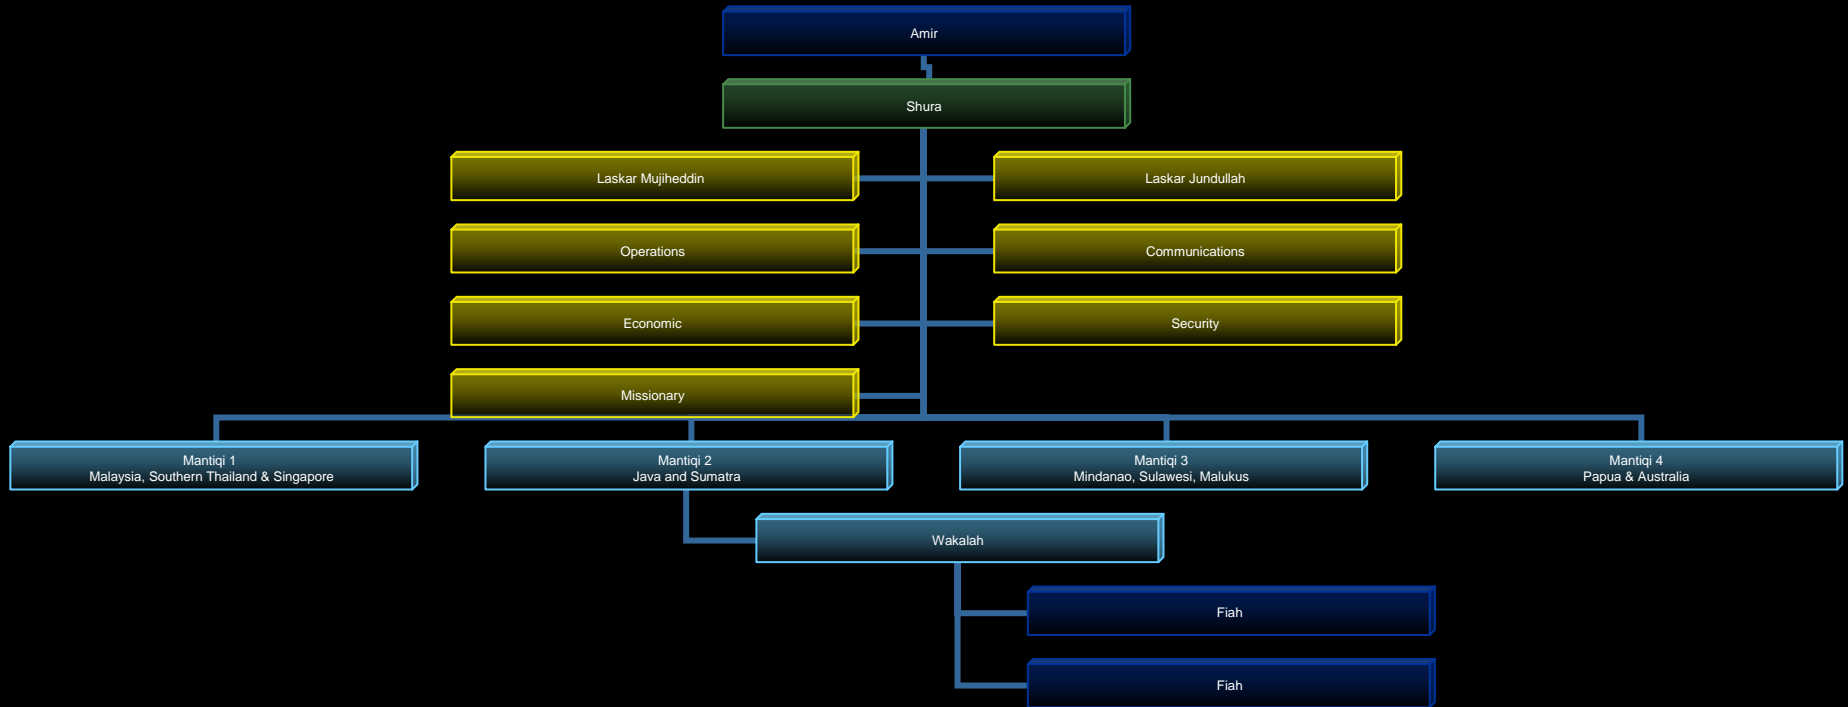 Amir
Shura
Laskar Mujiheddin
Laskar Jundullah
Operations
Communications
Economic
Security
Missionary
Mantiqi 1
Malaysia, Southern Thailand & Singapore
Mantiqi 2
Java and Sumatra
Mantiqi 3
Mindanao, Sulawesi, Malukus
Mantiqi 4
Papua & Australia
Wakalah
Fiah
Fiah